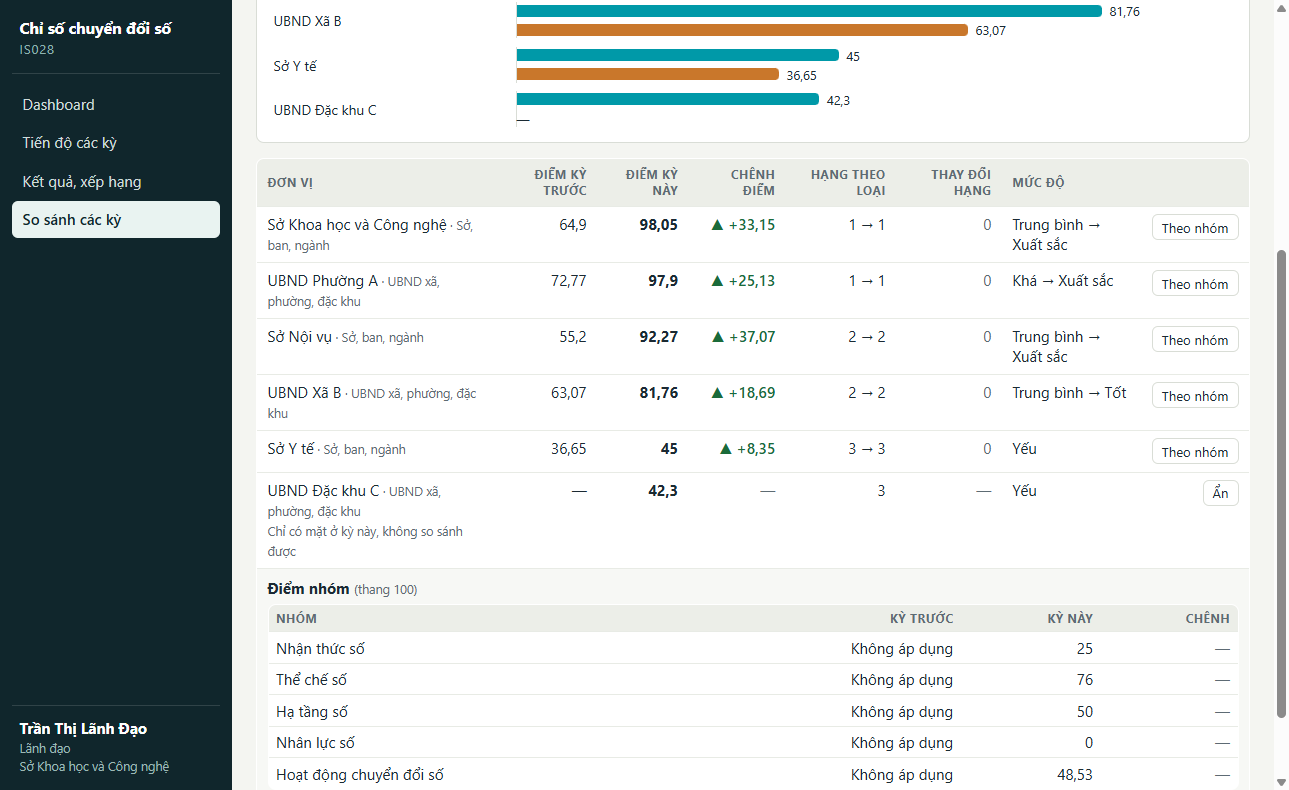 Chỉ số chuyển đổi số
IS028
Dashboard
Tiến độ các kỳ
Kết quả, xếp hạng
So sánh các kỳ
Trần Thị Lãnh Đạo
Lãnh đạo
Sở Khoa học và Công nghệ
UBND Xã B
81,76
63,07
Sở Y tế
45
36,65
UBND Đặc khu C
42,3
—
ĐƠN VỊ ĐIỂM KỲ TRƯỚC ĐIỂM KỲ NÀY CHÊNH ĐIỂM HẠNG THEO LOẠI THAY ĐỔI HẠNG MỨC ĐỘ
Sở Khoa học và Công nghệ · Sở, 64,9 98,05 ▲ +33,15 1 → 1 0 Trung bình → Theo nhóm
ban, ngành Xuất sắc
UBND Phường A · UBND xã, 72,77 97,9 ▲ +25,13 1 → 1 0 Khá → Xuất sắc Theo nhóm
phường, đặc khu
Sở Nội vụ · Sở, ban, ngành 55,2 92,27 ▲ +37,07 2 → 2 0 Trung bình → Theo nhóm
Xuất sắc
UBND Xã B · UBND xã, phường, đặc 63,07 81,76 ▲ +18,69 2 → 2 0 Trung bình → Tốt Theo nhóm
khu
Sở Y tế · Sở, ban, ngành 36,65 45 ▲ +8,35 3 → 3 0 Yếu Theo nhóm
UBND Đặc khu C · UBND xã, — 42,3 — 3 — Yếu Ẩn
phường, đặc khu
Chỉ có mặt ở kỳ này, không so sánh
được
Điểm nhóm (thang 100)
NHÓM KỲ TRƯỚC KỲ NÀY CHÊNH
Nhận thức số Không áp dụng 25 —
Thể chế số Không áp dụng 76 —
Hạ tầng số Không áp dụng 50 —
Nhân lực số Không áp dụng 0 —
Hoạt động chuyển đổi số Không áp dụng 48,53 —